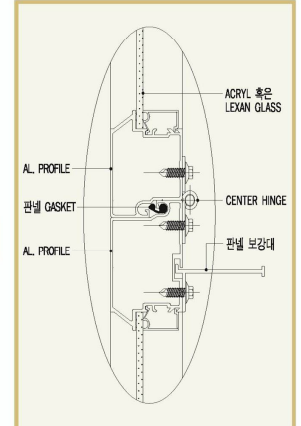 ACRYL 혹은
LEXAN GLASS
AL. PROFILE
판넬 GASKET
CENTER HINGE
AL. PROFILE
판넬 보강대